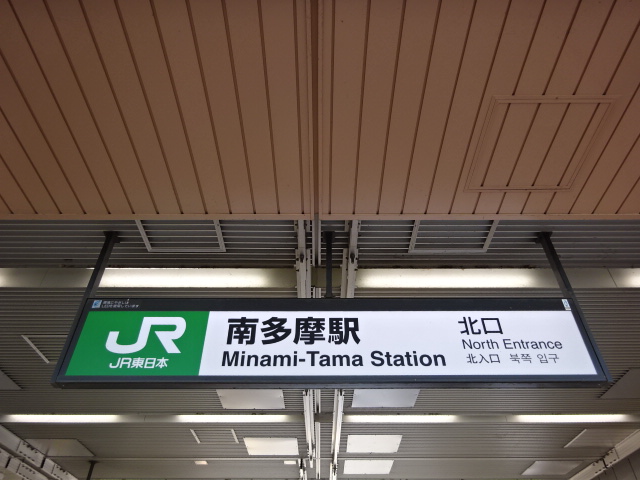 JR
JR東日本
南多摩駅
Minami-Tama Station
北口
North Entrance
北入口 북쪽 입구